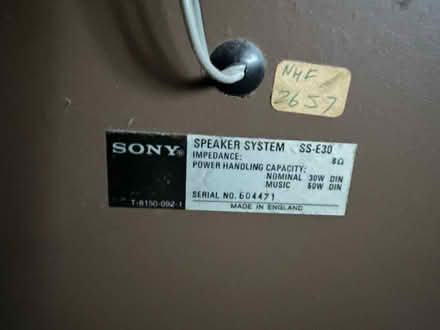 NHF
2657
SONY®
T-8150-092-1
SPEAKER SYSTEM SS-E30
IMPEDANCE: 8Ω
POWER HANDLING CAPACITY:
NOMINAL 30W DIN
MUSIC 50W DIN
SERIAL NO. 604471
MADE IN ENGLAND